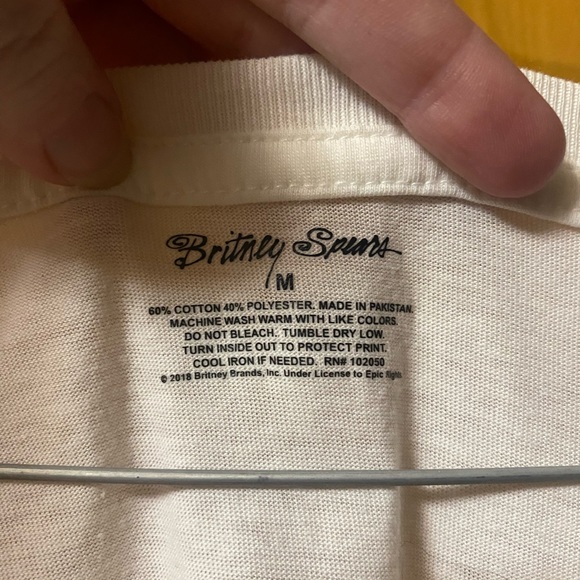 Britney Spears
M
60% COTTON 40% POLYESTER. MADE IN PAKISTAN.
MACHINE WASH WARM WITH LIKE COLORS.
DO NOT BLEACH. TUMBLE DRY LOW.
TURN INSIDE OUT TO PROTECT PRINT.
COOL IRON IF NEEDED. RN# 102050
© 2018 Britney Brands, Inc. Under License to Epic Rights